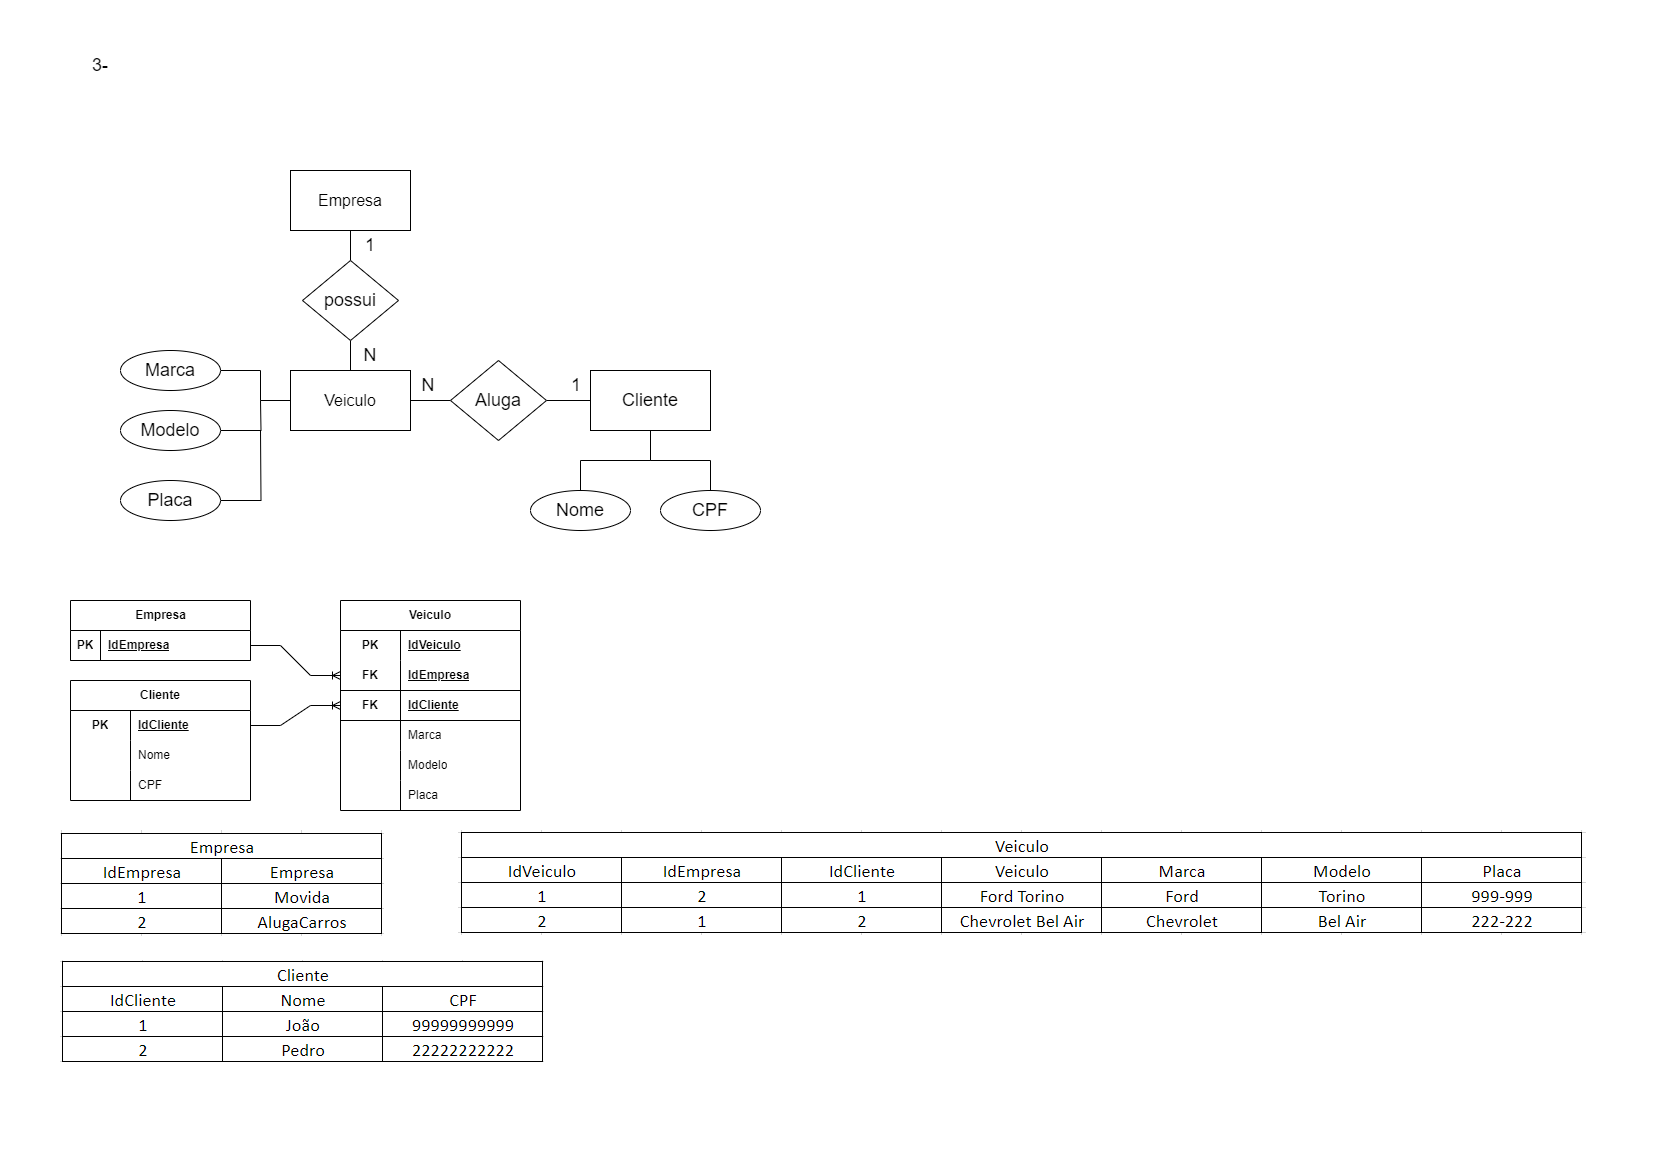 3-
Empresa
1
possui
N
Marca
Modelo
Placa
Veiculo
N
Aluga
1
Cliente
Nome
CPF
Empresa
PK IdEmpresa
Cliente
PK IdCliente
Nome
CPF
Veiculo
PK IdVeiculo
FK IdEmpresa
FK IdCliente
Marca
Modelo
Placa
Empresa
IdEmpresa Empresa
1 Movida
2 AlugaCarros
Veiculo
IdVeiculo IdEmpresa IdCliente Veiculo Marca Modelo Placa
1 2 1 Ford Torino Ford Torino 999-999
2 1 2 Chevrolet Bel Air Chevrolet Bel Air 222-222
Cliente
IdCliente Nome CPF
1 João 99999999999
2 Pedro 22222222222